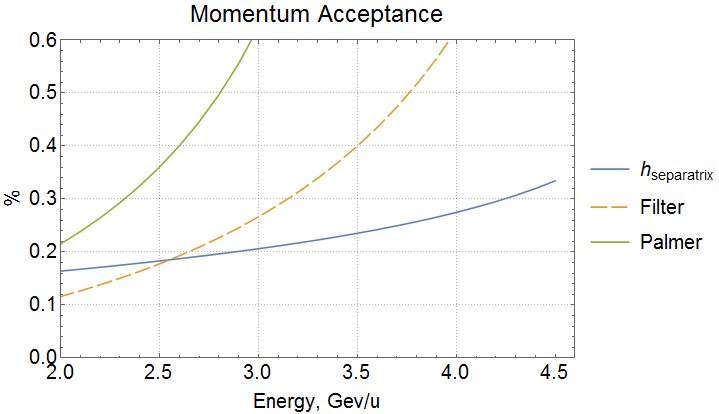 Momentum Acceptance
0.6
0.5
0.4
0.3
0.2
0.1
0.0
%
2.0 2.5 3.0 3.5 4.0 4.5
Energy, Gev/u
hseparatrix
Filter
Palmer